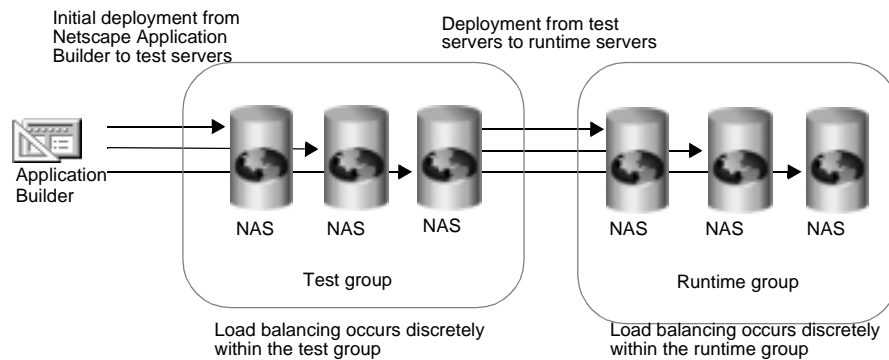 Initial deployment from
Netscape Application
Builder to test servers
Deployment from test
servers to runtime servers
Application
Builder
NAS
NAS
NAS
NAS
NAS
NAS
Test group
Runtime group
Load balancing occurs discretely
within the test group
Load balancing occurs discretely
within the runtime group